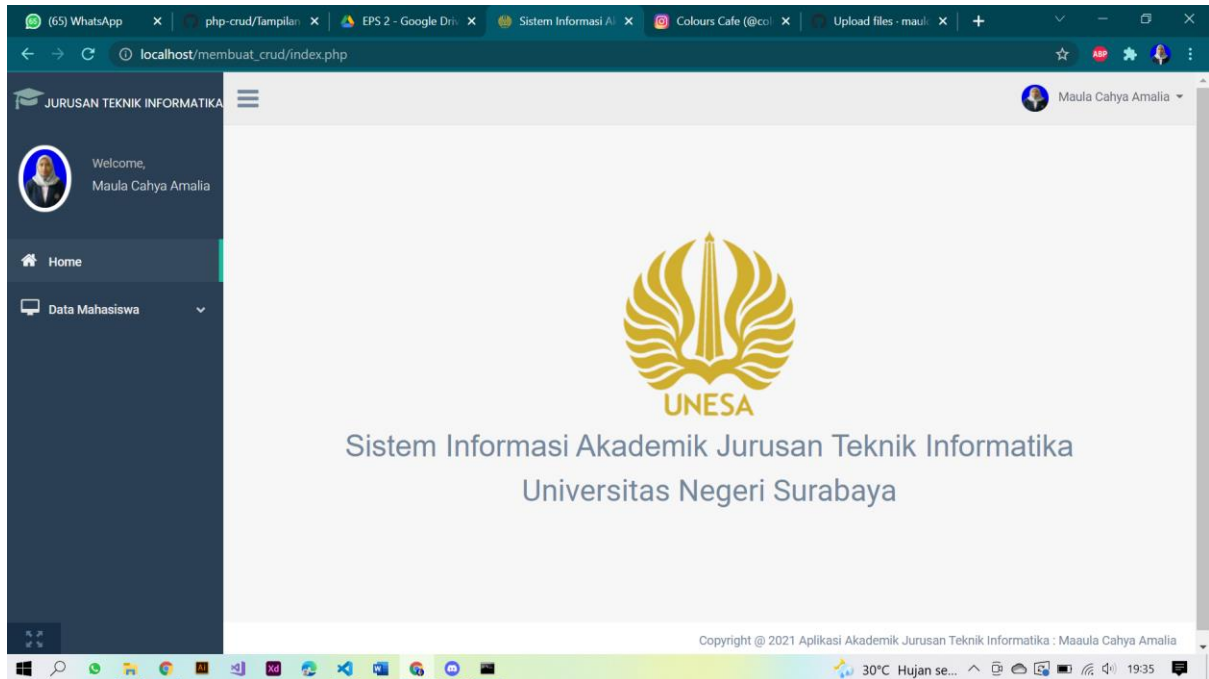 (65) WhatsApp
php-crud/Tampilan
EPS 2 - Google Driv
Sistem Informasi Ak
Colours Cafe (@col
Upload files · maul
localhost/membuat_crud/index.php
ABP
JURUSAN TEKNIK INFORMATIKA
Maula Cahya Amalia
Welcome,
Maula Cahya Amalia
Home
Data Mahasiswa
UNESA
Sistem Informasi Akademik Jurusan Teknik Informatika
Universitas Negeri Surabaya
Copyright @ 2021 Aplikasi Akademik Jurusan Teknik Informatika : Maaula Cahya Amalia
Ai
Xd
30°C Hujan se...
19:35